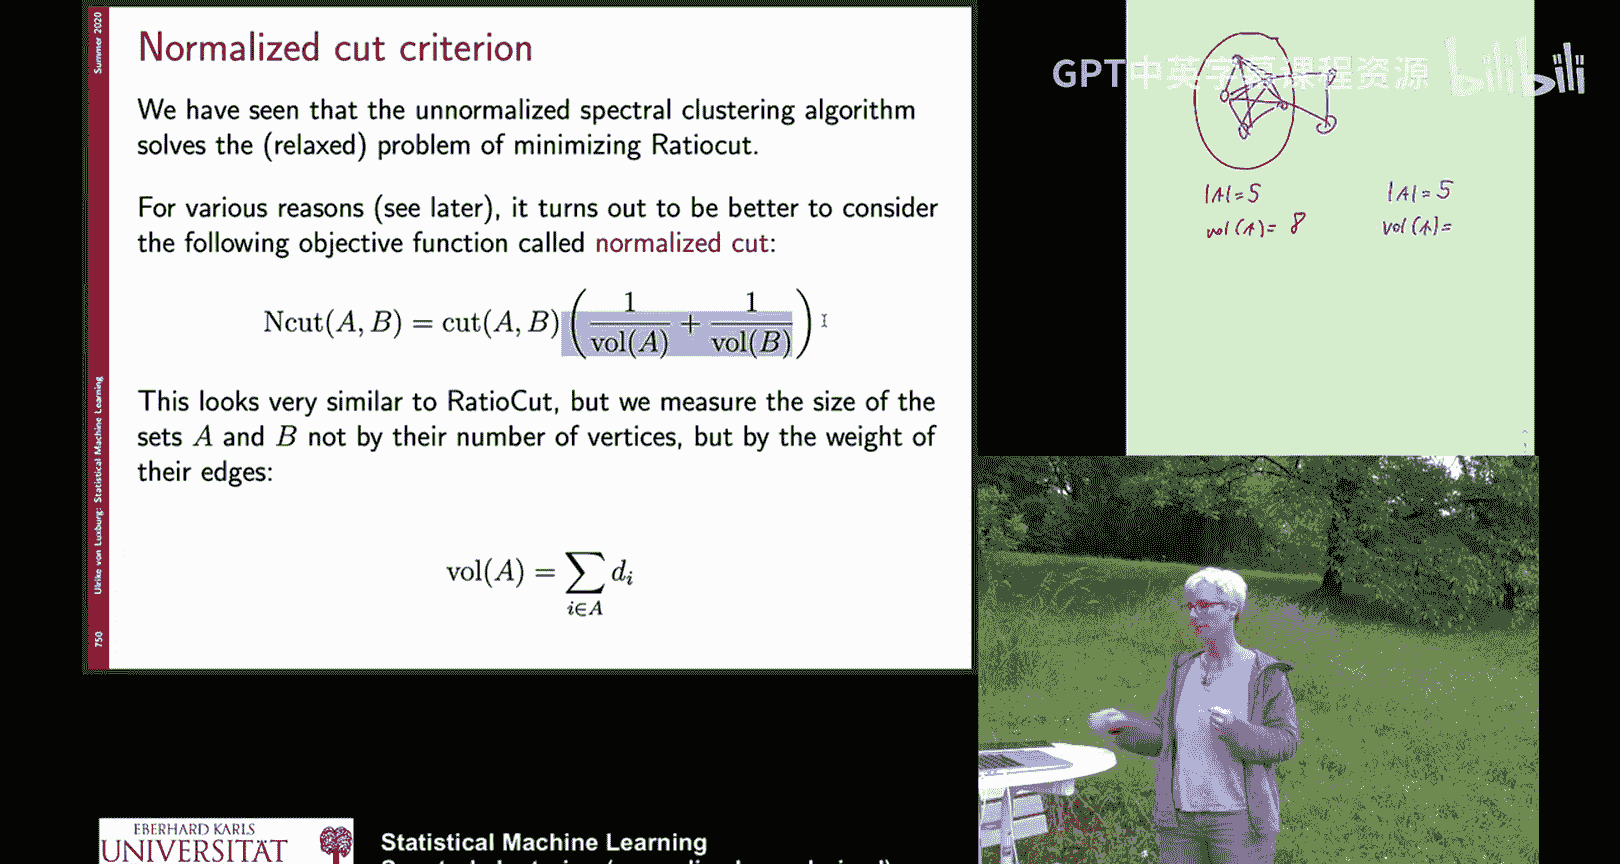 Summer 2020
Ulrike von Luxburg: Statistical Machine Learning
750
Normalized cut criterion
We have seen that the unnormalized spectral clustering algorithm
solves the (relaxed) problem of minimizing Ratiocut.
For various reasons (see later), it turns out to be better to consider
the following objective function called normalized cut:
Ncut(A, B) = cut(A, B) ( 1/vol(A) + 1/vol(B) )
This looks very similar to RatioCut, but we measure the size of the
sets A and B not by their number of vertices, but by the weight of
their edges:
vol(A) = ∑ i∈A d_i
GPT中英字幕课程资源
bilibili
|A|=5
vol(A)= 8
|A|=5
vol(A)=
EBERHARD KARLS
UNIVERSITÄT
Statistical Machine Learning